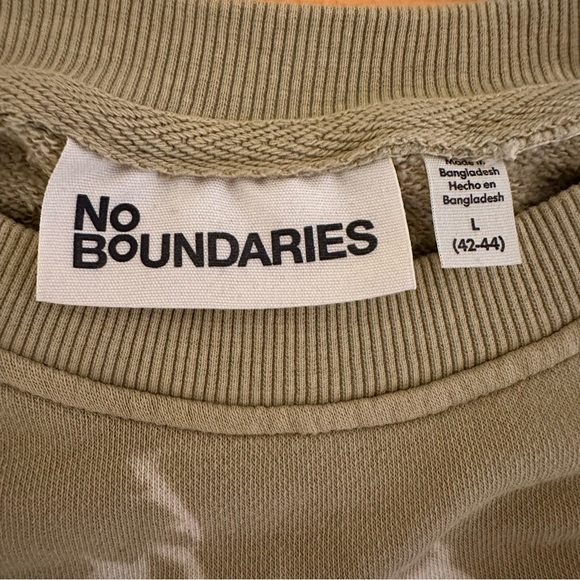 No
BOUNDARIES
Made in
Bangladesh
Hecho en
Bangladesh
L
(42-44)